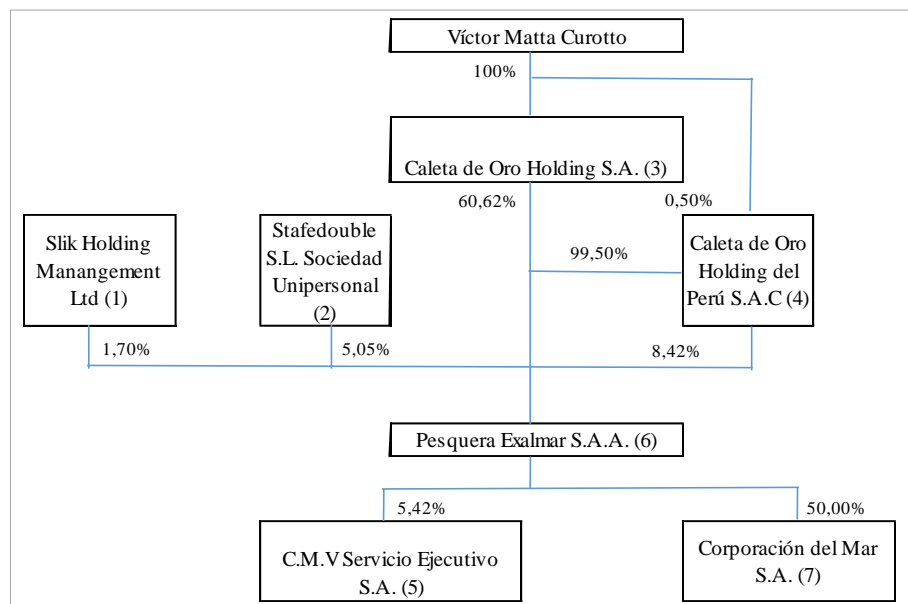 Víctor Matta Curotto
100%
Caleta de Oro Holding S.A. (3)
60,62%
0,50%
Slik Holding
Manangement
Ltd (1)
Stafedouble
S.L. Sociedad
Unipersonal
(2)
99,50%
Caleta de Oro
Holding del
Perú S.A.C (4)
1,70%
5,05%
8,42%
Pesquera Exalmar S.A.A. (6)
5,42%
50,00%
C.M.V Servicio Ejecutivo
S.A. (5)
Corporación del Mar
S.A. (7)